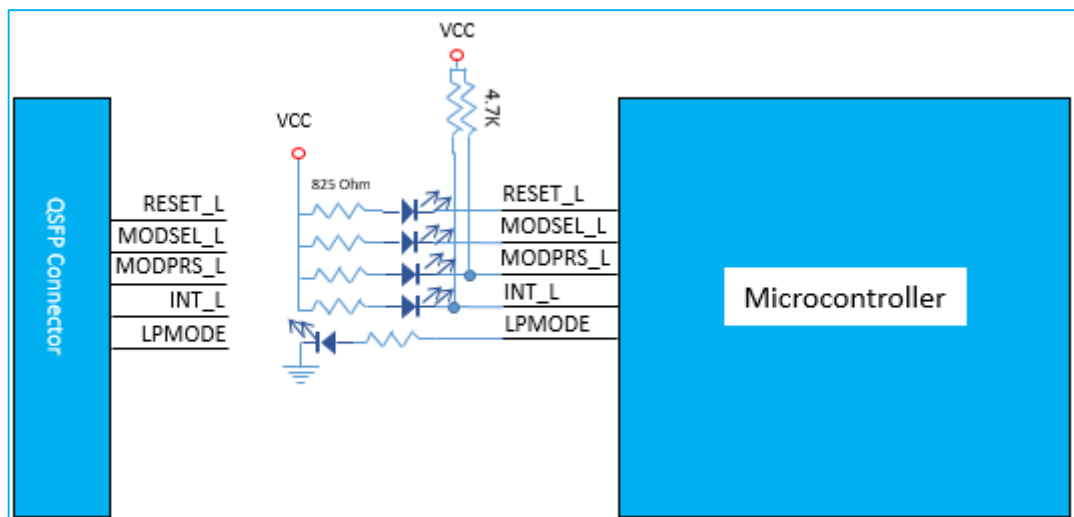 VCC
4.7K
VCC
825 Ohm
QSFP Connector
RESET_L
MODSEL_L
MODPRS_L
INT_L
LPMODE
RESET_L
MODSEL_L
MODPRS_L
INT_L
LPMODE
Microcontroller